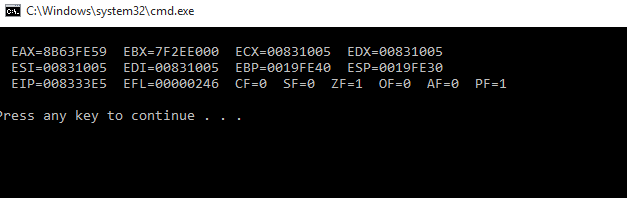 C:\Windows\system32\cmd.exe
EAX=8B63FE59 EBX=7F2EE000 ECX=00831005 EDX=00831005
ESI=00831005 EDI=00831005 EBP=0019FE40 ESP=0019FE30
EIP=008333E5 EFL=00000246 CF=0 SF=0 ZF=1 OF=0 AF=0 PF=1
Press any key to continue . . .